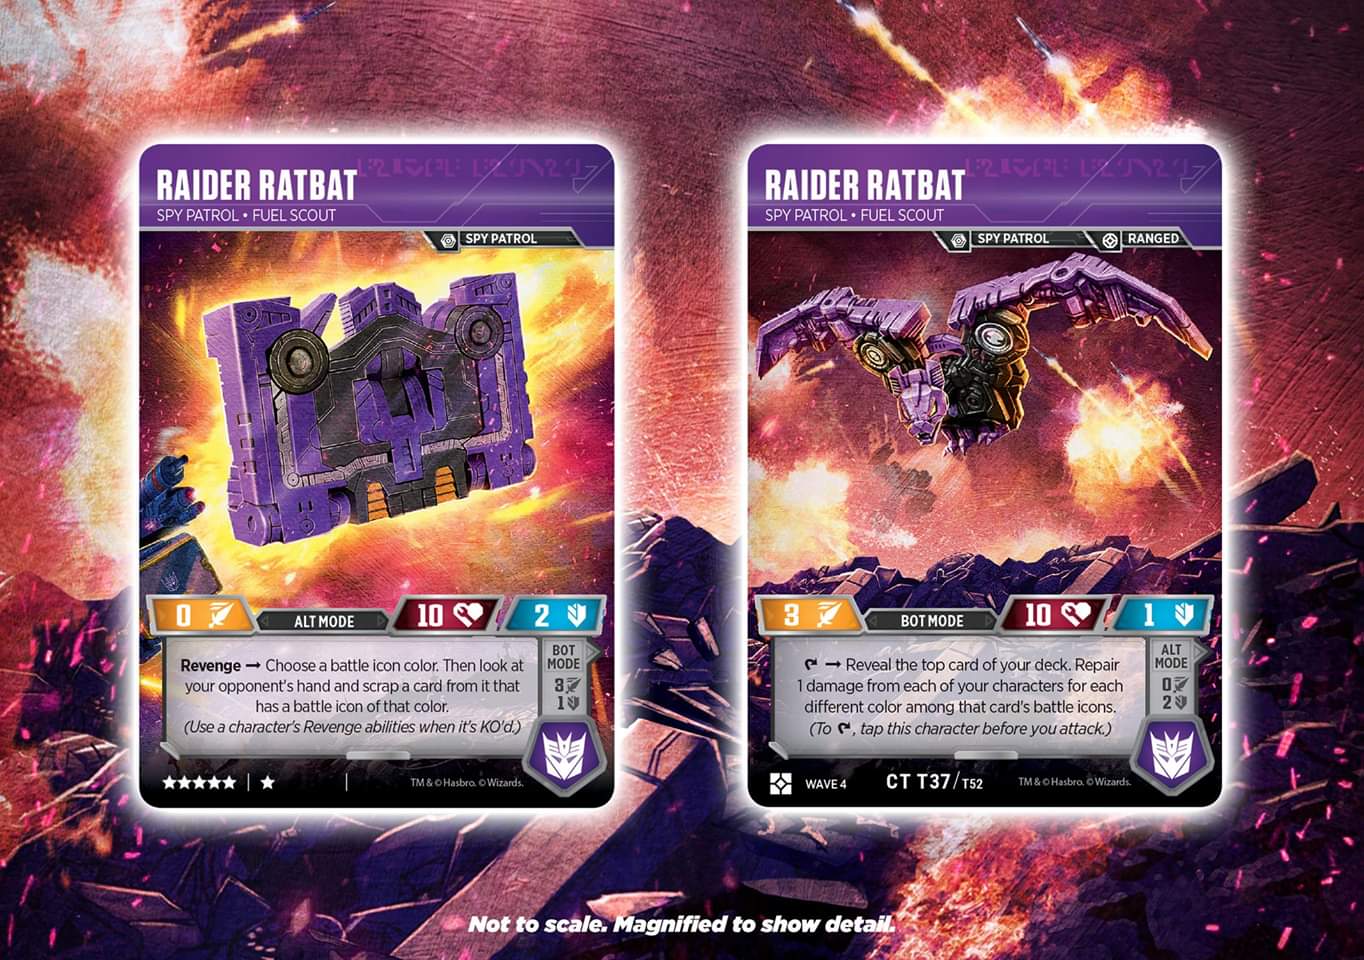 RAIDER RATBAT
SPY PATROL • FUEL SCOUT
SPY PATROL
0
ALT MODE
10
2
Revenge → Choose a battle icon color. Then look at
your opponent's hand and scrap a card from it that
has a battle icon of that color.
(Use a character's Revenge abilities when it's KO'd.)
BOT
MODE
3
1
TM & © Hasbro. © Wizards.
RAIDER RATBAT
SPY PATROL • FUEL SCOUT
SPY PATROL
RANGED
3
BOT MODE
10
1
→ Reveal the top card of your deck. Repair
1 damage from each of your characters for each
different color among that card's battle icons.
(To , tap this character before you attack.)
ALT
MODE
0
2
WAVE 4
CT T37/T52
TM & © Hasbro. © Wizards.
Not to scale. Magnified to show detail.